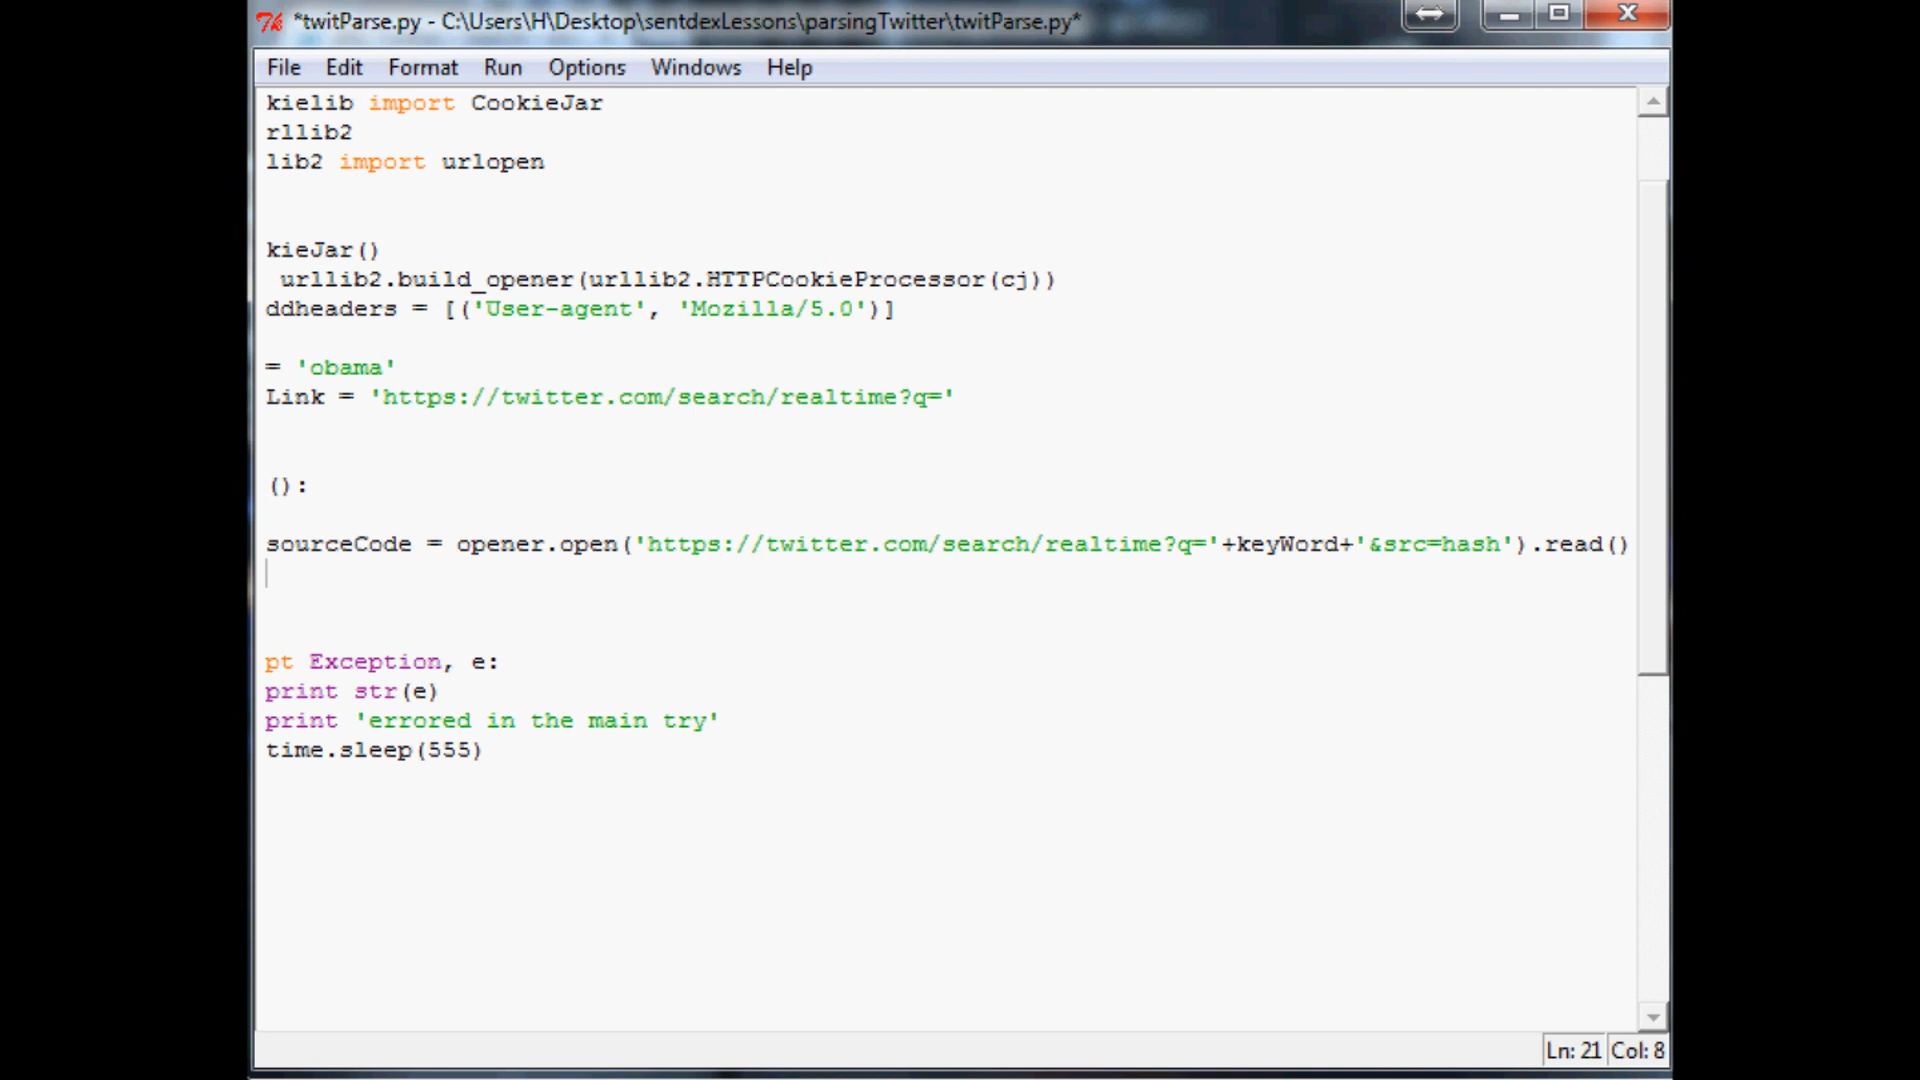 *twitParse.py - C:\Users\H\Desktop\sentdexLessons\parsingTwitter\twitParse.py*
File Edit Format Run Options Windows Help
kielib import CookieJar
rllib2
lib2 import urlopen
kieJar()
urllib2.build_opener(urllib2.HTTPCookieProcessor(cj))
ddheaders = [('User-agent', 'Mozilla/5.0')]
= 'obama'
Link = 'https://twitter.com/search/realtime?q='
():
sourceCode = opener.open('https://twitter.com/search/realtime?q='+keyWord+'&src=hash').read()
pt Exception, e:
print str(e)
print 'errored in the main try'
time.sleep(555)
Ln: 21 Col: 8